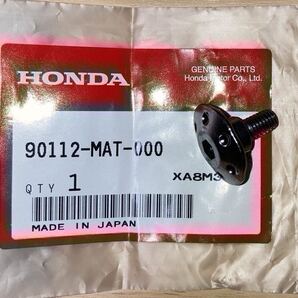 GENUINE PARTS
Honda Motor Co., Ltd.
HONDA
90112-MAT-000
QTY 1
XA8M3
MADE IN JAPAN